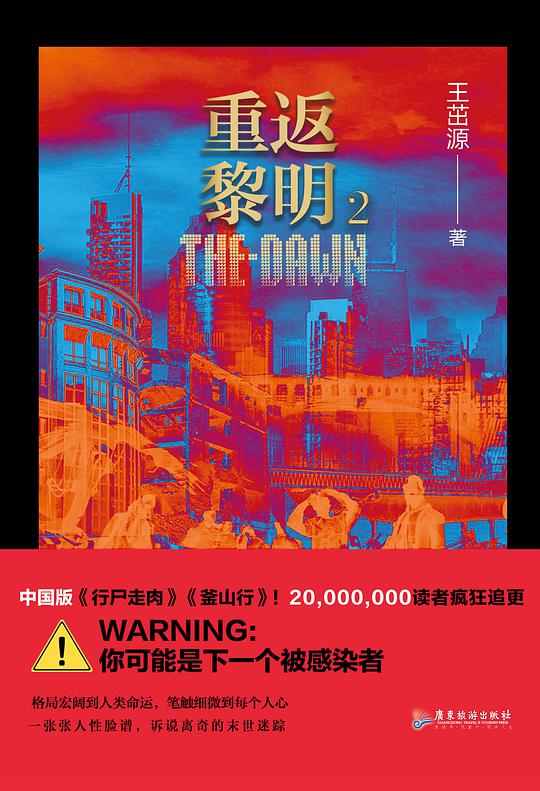 重返
黎明2
THE·DAWN
王茁源——著
中国版《行尸走肉》《釜山行》！20,000,000读者疯狂追更
WARNING:
你可能是下一个被感染者
格局宏阔到人类命运，笔触细微到每个人心
一张张人性脸谱，诉说离奇的末世迷踪
廣東旅游出版社
GUANGDONG TRAVEL & TOURISM PRESS